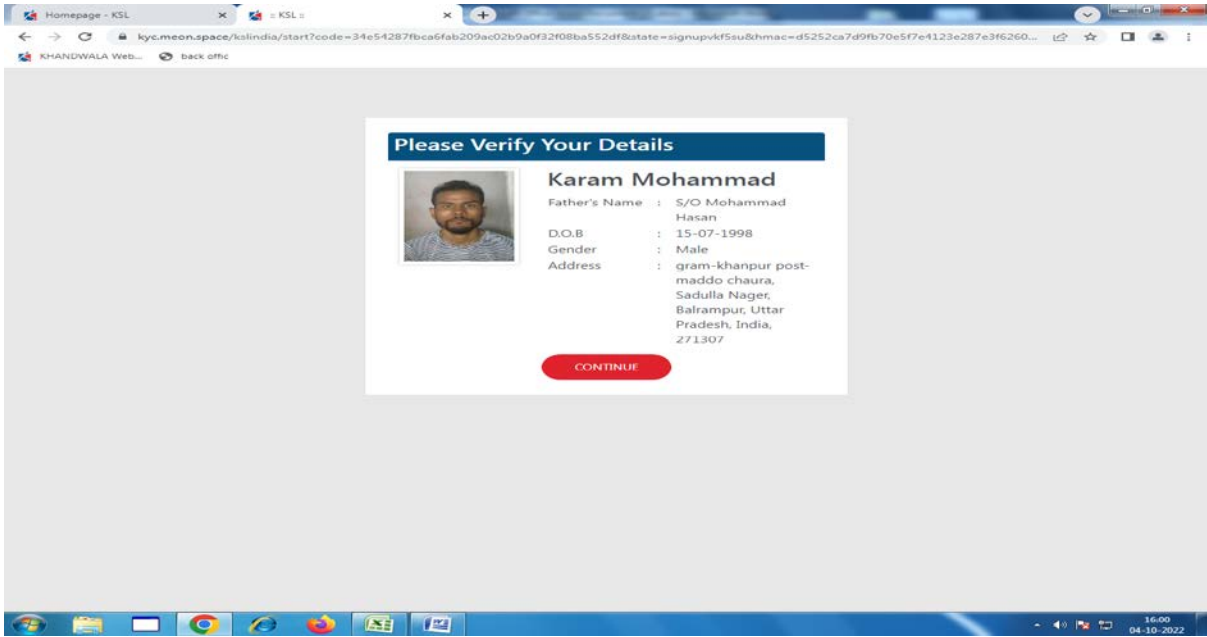 Homepage - KSL
:: KSL ::
kyc.meon.space/kslindia/start?code=34e54287fbca6fab209ac02b9a0f32f08ba552df&state=signupvkf5su&hmac=d5252ca7d9fb70e5f7e4123e287e3f6260...
KHANDWALA Web...
back offic
Please Verify Your Details
Karam Mohammad
Father's Name : S/O Mohammad
Hasan
D.O.B : 15-07-1998
Gender : Male
Address : gram-khanpur post-
maddo chaura,
Sadulla Nager,
Balrampur, Uttar
Pradesh, India,
271307
CONTINUE
16:00
04-10-2022